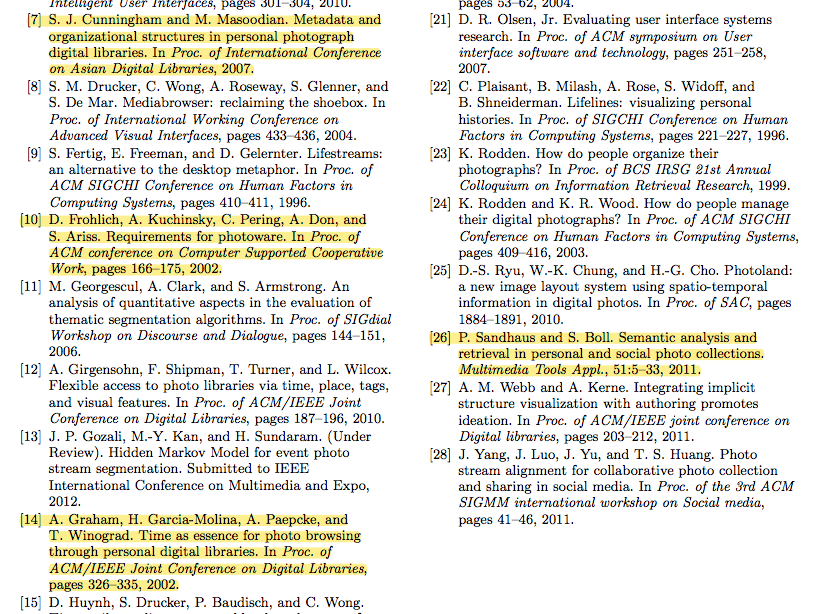 Intelligent User Interfaces, pages 301–304, 2010.
[7] S. J. Cunningham and M. Masoodian. Metadata and
organizational structures in personal photograph
digital libraries. In Proc. of International Conference
on Asian Digital Libraries, 2007.
[8] S. M. Drucker, C. Wong, A. Roseway, S. Glenner, and
S. De Mar. Mediabrowser: reclaiming the shoebox. In
Proc. of International Working Conference on
Advanced Visual Interfaces, pages 433–436, 2004.
[9] S. Fertig, E. Freeman, and D. Gelernter. Lifestreams:
an alternative to the desktop metaphor. In Proc. of
ACM SIGCHI Conference on Human Factors in
Computing Systems, pages 410–411, 1996.
[10] D. Frohlich, A. Kuchinsky, C. Pering, A. Don, and
S. Ariss. Requirements for photoware. In Proc. of
ACM conference on Computer Supported Cooperative
Work, pages 166–175, 2002.
[11] M. Georgescul, A. Clark, and S. Armstrong. An
analysis of quantitative aspects in the evaluation of
thematic segmentation algorithms. In Proc. of SIGdial
Workshop on Discourse and Dialogue, pages 144–151,
2006.
[12] A. Girgensohn, F. Shipman, T. Turner, and L. Wilcox.
Flexible access to photo libraries via time, place, tags,
and visual features. In Proc. of ACM/IEEE Joint
Conference on Digital Libraries, pages 187–196, 2010.
[13] J. P. Gozali, M.-Y. Kan, and H. Sundaram. (Under
Review). Hidden Markov Model for event photo
stream segmentation. Submitted to IEEE
International Conference on Multimedia and Expo,
2012.
[14] A. Graham, H. Garcia-Molina, A. Paepcke, and
T. Winograd. Time as essence for photo browsing
through personal digital libraries. In Proc. of
ACM/IEEE Joint Conference on Digital Libraries,
pages 326–335, 2002.
[15] D. Huynh, S. Drucker, P. Baudisch, and C. Wong.
pages 53–62, 2004.
[21] D. R. Olsen, Jr. Evaluating user interface systems
research. In Proc. of ACM symposium on User
interface software and technology, pages 251–258,
2007.
[22] C. Plaisant, B. Milash, A. Rose, S. Widoff, and
B. Shneiderman. Lifelines: visualizing personal
histories. In Proc. of SIGCHI Conference on Human
Factors in Computing Systems, pages 221–227, 1996.
[23] K. Rodden. How do people organize their
photographs? In Proc. of BCS IRSG 21st Annual
Colloquium on Information Retrieval Research, 1999.
[24] K. Rodden and K. R. Wood. How do people manage
their digital photographs? In Proc. of ACM SIGCHI
Conference on Human Factors in Computing Systems,
pages 409–416, 2003.
[25] D.-S. Ryu, W.-K. Chung, and H.-G. Cho. Photoland:
a new image layout system using spatio-temporal
information in digital photos. In Proc. of SAC, pages
1884–1891, 2010.
[26] P. Sandhaus and S. Boll. Semantic analysis and
retrieval in personal and social photo collections.
Multimedia Tools Appl., 51:5–33, 2011.
[27] A. M. Webb and A. Kerne. Integrating implicit
structure visualization with authoring promotes
ideation. In Proc. of ACM/IEEE joint conference on
Digital libraries, pages 203–212, 2011.
[28] J. Yang, J. Luo, J. Yu, and T. S. Huang. Photo
stream alignment for collaborative photo collection
and sharing in social media. In Proc. of the 3rd ACM
SIGMM international workshop on Social media,
pages 41–46, 2011.